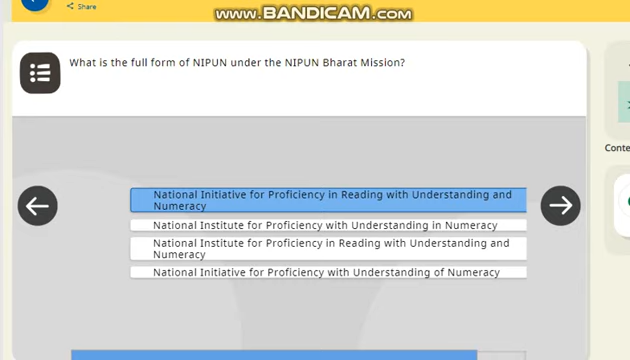 Share
www.BANDICAM.com
What is the full form of NIPUN under the NIPUN Bharat Mission?
National Initiative for Proficiency in Reading with Understanding and
Numeracy
National Institute for Proficiency with Understanding in Numeracy
National Institute for Proficiency in Reading with Understanding and
Numeracy
National Initiative for Proficiency with Understanding of Numeracy
Conte